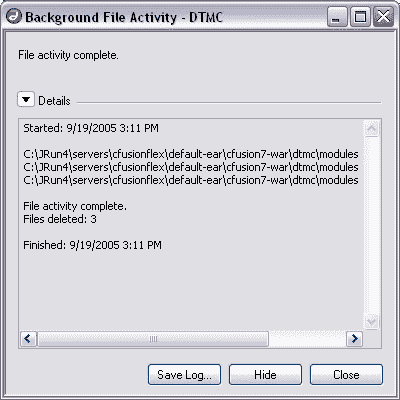 Background File Activity - DTMC
File activity complete.
Details
Started: 9/19/2005 3:11 PM
C:\JRun4\servers\cfusionflex\default-ear\cfusion7-war\dtmc\modules
C:\JRun4\servers\cfusionflex\default-ear\cfusion7-war\dtmc\modules
C:\JRun4\servers\cfusionflex\default-ear\cfusion7-war\dtmc\modules
File activity complete.
Files deleted: 3
Finished: 9/19/2005 3:11 PM
Save Log... Hide Close